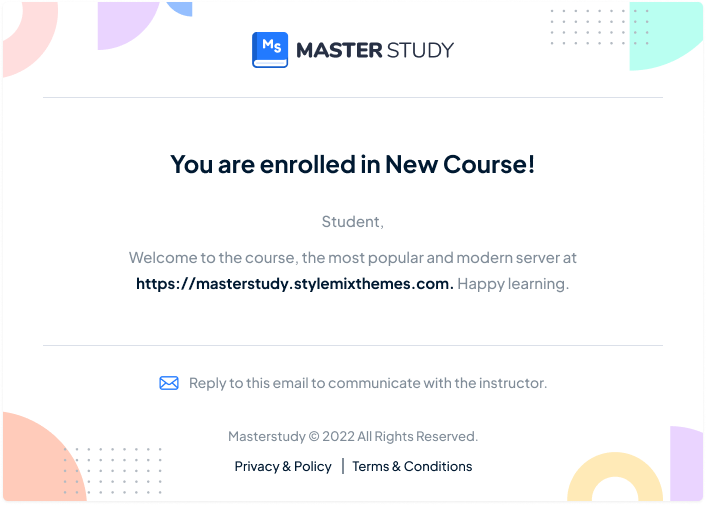 MS
MASTER STUDY
You are enrolled in New Course!
Student,
Welcome to the course, the most popular and modern server at
https://masterstudy.stylemixthemes.com. Happy learning.
Reply to this email to communicate with the instructor.
Masterstudy © 2022 All Rights Reserved.
Privacy & Policy | Terms & Conditions